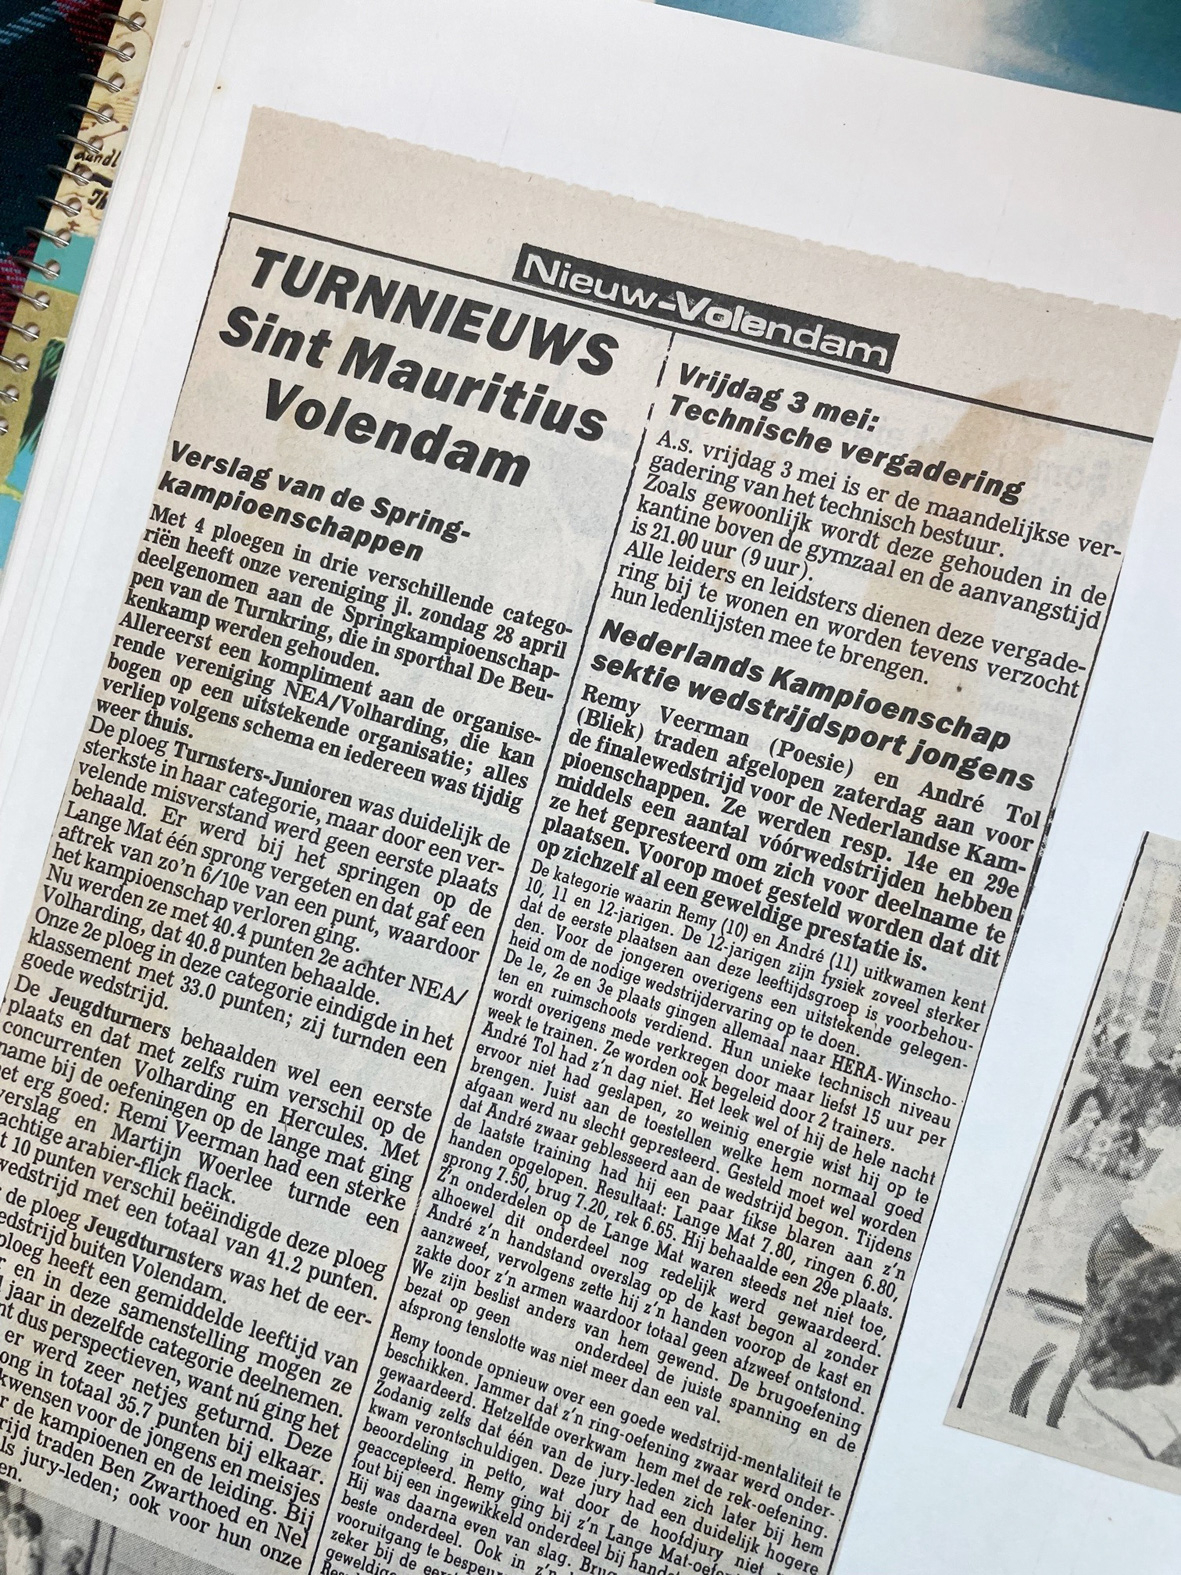 Nieuw-Volendam
TURNNIEUWS
Sint Mauritius
Volendam
Verslag van de Spring-
kampioenschappen
Met 4 ploegen in drie verschillende catego-
riën heeft onze vereniging jl. zondag 28 april
deelgenomen aan de Springkampioenschap-
pen van de Turnkring, die in sporthal De Beu-
kenkamp werden gehouden.
Allereerst een kompliment aan de organise-
rende vereniging NEA/Volharding, die kan
bogen op een uitstekende organisatie; alles
verliep volgens schema en iedereen was tijdig
weer thuis.
De ploeg Turnsters-Junioren was duidelijk de
sterkste in haar categorie, maar door een ver-
velende misverstand werd geen eerste plaats
behaald. Er werd bij het springen op de
Lange Mat één sprong vergeten en dat gaf een
aftrek van zo'n 6/10e van een punt, waardoor
het kampioenschap verloren ging.
Nu werden ze met 40.4 punten 2e achter NEA/
Volharding, dat 40.8 punten behaalde.
Onze 2e ploeg in deze categorie eindigde in het
klassement met 33.0 punten; zij turnden een
goede wedstrijd.
De Jeugdturners behaalden wel een eerste
plaats en dat met zelfs ruim verschil op de
concurrenten Volharding en Hercules. Met
name bij de oefeningen op de lange mat ging
het erg goed: Remi Veerman had een sterke
verslag en Martijn Woerlee turnde een
achtige arabier-flick flack.
t 10 punten verschil beëindigde deze ploeg
wedstrijd met een totaal van 41.2 punten.
de ploeg Jeugdturnsters was het de eer-
edstrijd buiten Volendam.
ploeg heeft een gemiddelde leeftijd van
r en in deze samenstelling mogen ze
jaar in dezelfde categorie deelnemen.
nt dus perspectieven, want nú ging het
er werd zeer netjes geturnd. Deze
ong in totaal 35.7 punten bij elkaar.
kwensen voor de jongens en meisjes
r de kampioenen en de leiding. Bij
rijd traden Ben Zwarthoed en Nel
ls jury-leden; ook voor hun onze
en.
Vrijdag 3 mei:
Technische vergadering
A.s. vrijdag 3 mei is er de maandelijkse ver-
gadering van het technisch bestuur.
Zoals gewoonlijk wordt deze gehouden in de
kantine boven de gymzaal en de aanvangstijd
is 21.00 uur (9 uur).
Alle leiders en leidsters dienen deze vergade-
ring bij te wonen en worden tevens verzocht
hun ledenlijsten mee te brengen.
Nederlands Kampioenschap
sektie wedstrijdsport jongens
Remy Veerman (Poesie) en André Tol
(Bliek) traden afgelopen zaterdag aan voor
de finalewedstrijd voor de Nederlandse Kam-
pioenschappen. Ze werden resp. 14e en 29e
middels een aantal vóórwedstrijden hebben
ze het gepresteerd om zich voor deelname te
plaatsen. Voorop moet gesteld worden dat dit
op zichzelf al een geweldige prestatie is.
De kategorie waarin Remy (10) en André (11) uitkwamen kent
10, 11 en 12-jarigen. De 12-jarigen zijn fysiek zoveel sterker
dat de eerste plaatsen aan deze leeftijdsgroep is voorbehou-
den. Voor de jongeren overigens een uitstekende gelegen-
heid om de nodige wedstrijdervaring op te doen.
De 1e, 2e en 3e plaats gingen allemaal naar HERA-Winscho-
ten en ruimschoots verdiend. Hun unieke technisch niveau
wordt overigens mede verkregen door maar liefst 15 uur per
week te trainen. Ze worden ook begeleid door 2 trainers.
André Tol had z'n dag niet. Het leek wel of hij de hele nacht
ervoor niet had geslapen, zo weinig energie wist hij op te
brengen. Juist aan de toestellen, welke hem normaal goed
afgaan werd nu slecht gepresteerd. Gesteld moet wel worden
dat André zwaar geblesseerd aan de wedstrijd begon. Tijdens
de laatste training had hij een paar fikse blaren aan z'n
handen opgelopen. Resultaat: Lange Mat 7.80, ringen 6.80,
sprong 7.50, brug 7.20, rek 6.65. Hij behaalde een 29e plaats.
Z'n onderdelen op de Lange Mat waren steeds net niet toe,
alhoewel dit onderdeel nog redelijk werd gewaardeerd.
André z'n handstand overslag op de kast begon al zonder
aanzweef, vervolgens zette hij z'n handen voorop de kast en
zakte door z'n armen waardoor totaal geen afzweef ontstond.
We zijn beslist anders van hem gewend. De brugoefening
bezat op geen onderdeel de juiste spanning en de
afsprong tenslotte was niet meer dan een val.
Remy toonde opnieuw over een goede wedstrijd-mentaliteit te
beschikken. Jammer dat z'n ring-oefening zwaar werd onder-
gewaardeerd. Hetzelfde overkwam hem met de rek-oefening.
Zodanig zelfs dat één van de jury-leden zich later bij hem
kwam verontschuldigen. Deze jury had een duidelijk hogere
beoordeling in petto, wat door de hoofdjury niet werd
geaccepteerd. Remy ging bij z'n Lange Mat-oefe
fout bij een ingewikkeld onderdeel bij
Hij was daarna even van slag.
beste onderdeel. Ook in z'n
vooruitgang te bespeu
zeker bij de eer
geweldige